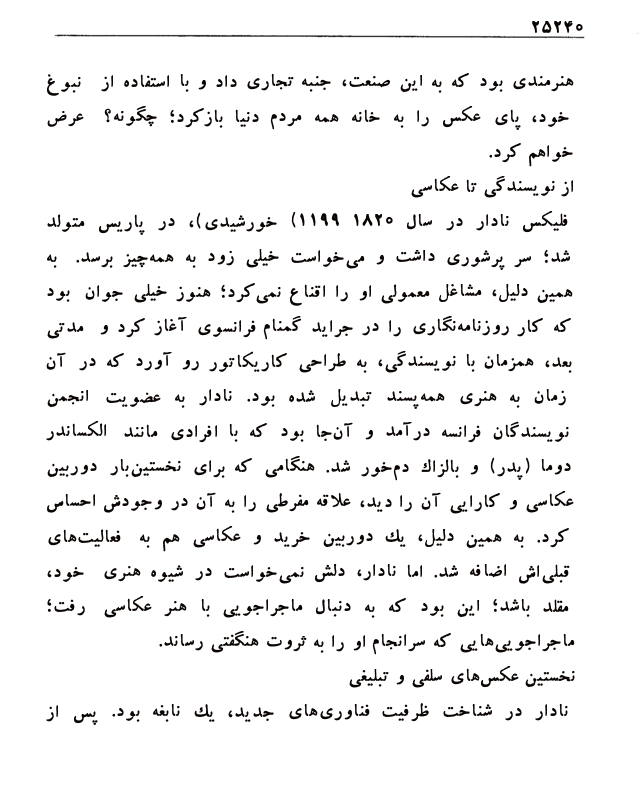 ۲۵۲۴۰
هنرمندی بود که به این صنعت، جنبه تجاری داد و با استفاده از نبوغ
خود، پای عکس را به خانه همه مردم دنیا بازکرد؛ چگونه؟ عرض
خواهم کرد.
از نویسندگی تا عکاسی
فلیکس نادار در سال ۱۸۲۰ ۱۱۹۹) خورشیدی)، در پاریس متولد
شد؛ سر پرشوری داشت و می‌خواست خیلی زود به همه‌چیز برسد. به
همین دلیل، مشاغل معمولی او را اقناع نمی‌کرد؛ هنوز خیلی جوان بود
که کار روزنامه‌نگاری را در جراید گمنام فرانسوی آغاز کرد و مدتی
بعد، همزمان با نویسندگی، به طراحی کاریکاتور رو آورد که در آن
زمان به هنری همه‌پسند تبدیل شده بود. نادار به عضویت انجمن
نویسندگان فرانسه درآمد و آن‌جا بود که با افرادی مانند الکساندر
دوما (پدر) و بالزاك دم‌خور شد. هنگامی که برای نخستین‌بار دوربین
عکاسی و کارایی آن را دید، علاقه مفرطی را به آن در وجودش احساس
کرد. به همین دلیل، یك دوربین خرید و عکاسی هم به فعالیت‌های
قبلی‌اش اضافه شد. اما نادار، دلش نمی‌خواست در شیوه هنری خود،
مقلد باشد؛ این بود که به دنبال ماجراجویی با هنر عکاسی رفت؛
ماجراجویی‌هایی که سرانجام او را به ثروت هنگفتی رساند.
نخستین عکس‌های سلفی و تبلیغی
نادار در شناخت ظرفیت فناوری‌های جدید، یك نابغه بود. پس از